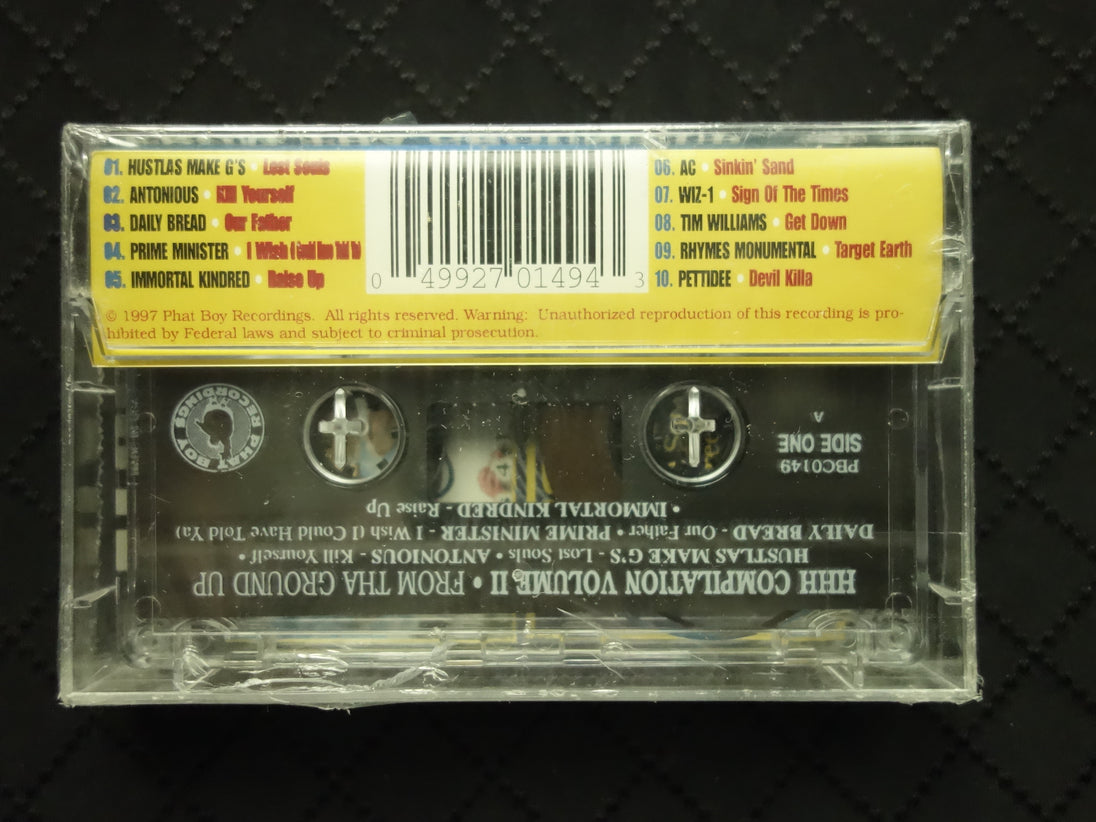 01. HUSTLAS MAKE G'S • Lost Souls
02. ANTONIOUS • Kill Yourself
03. DAILY BREAD • Our Father
04. PRIME MINISTER • I Wish I Could
05. IMMORTAL KINDRED • Raise Up
0 49927 01494 3
06. AC • Sinkin' Sand
07. WIZ-1 • Sign Of The Times
08. TIM WILLIAMS • Get Down
09. RHYMES MONUMENTAL • Target Earth
10. PETTIDEE • Devil Killa
© 1997 Phat Boy Recordings. All rights reserved. Warning: Unauthorized reproduction of this recording is pro-
hibited by Federal laws and subject to criminal prosecution.
HHH COMPILATION VOLUME II • FROM THA GROUND UP
HUSTLAS MAKE G'S - Lost Souls • ANTONIOUS - Kill Yourself •
DAILY BREAD - Our Father • PRIME MINISTER - I Wish (I Could Have Told Ya)
• IMMORTAL KINDRED - Raise Up
PBC0149
SIDE ONE
A
PHAT BOY RECORDINGS